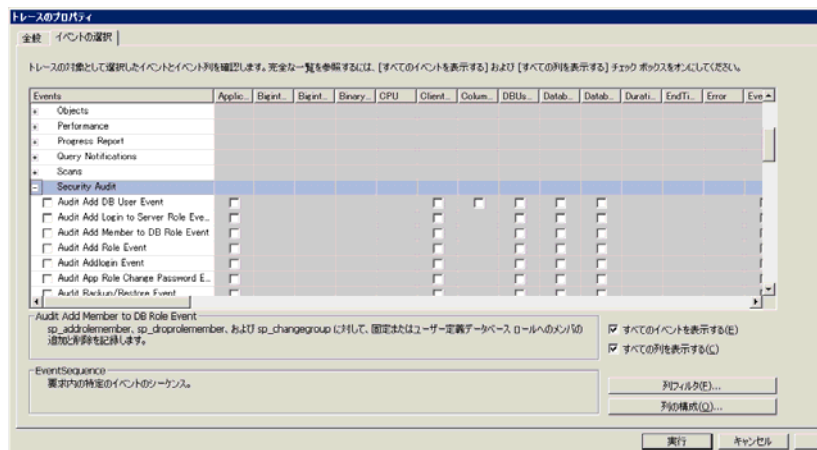 トレースのプロパティ
全般 イベントの選択
トレースの対象として選択したイベントとイベント列を確認します。完全な一覧を参照するには、[すべてのイベントを表示する] および [すべての列を表示する] チェック ボックスをオンにしてください。
Events Applic... Bigint... Bigint... Binary... CPU Client... Colum... DBUs... Datab... Datab... Durati... EndTi... Error Eve
Objects
Performance
Progress Report
Query Notifications
Scans
Security Audit
Audit Add DB User Event
Audit Add Login to Server Role Eve...
Audit Add Member to DB Role Event
Audit Add Role Event
Audit Addlogin Event
Audit App Role Change Password E...
Audit Backup/Restore Event
Audit Add Member to DB Role Event
sp_addrolemember、sp_droprolemember、および sp_changegroup に対して、固定またはユーザー定義データベース ロールへのメンバの
追加と削除を記録します。
すべてのイベントを表示する(E)
すべての列を表示する(C)
EventSequence
要求内の特定のイベントのシーケンス。
列フィルタ(F)...
列の構成(O)...
実行 キャンセル